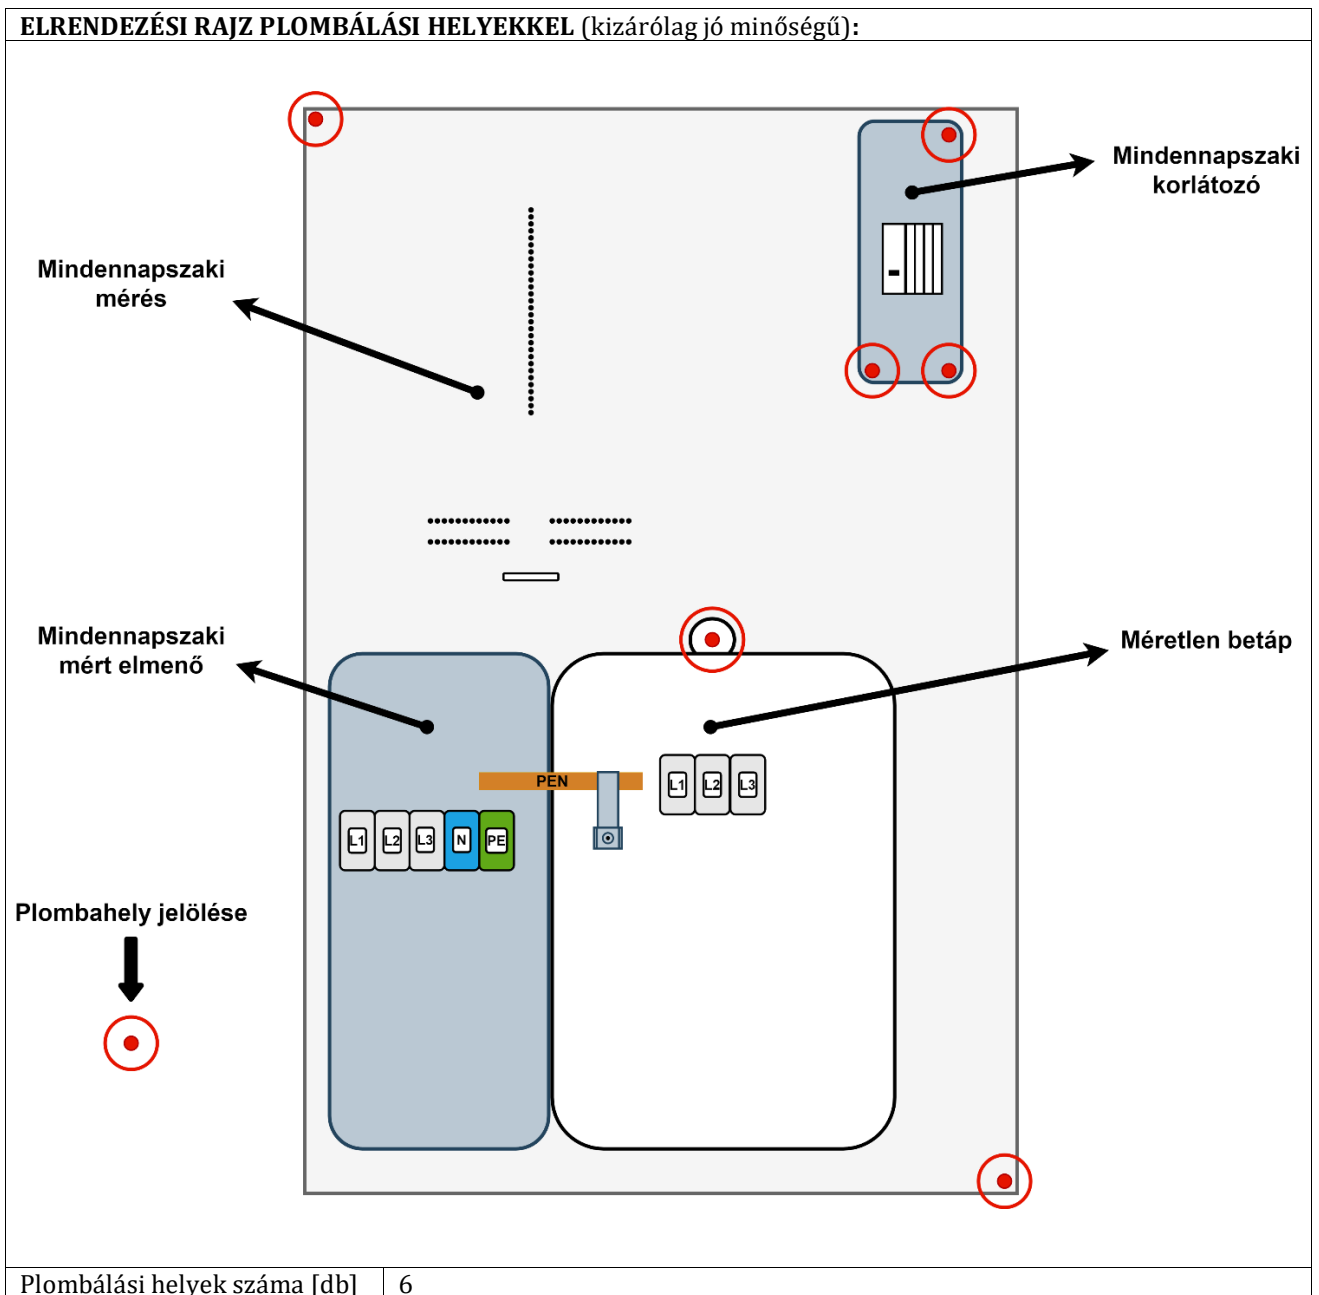 ELRENDEZÉSI RAJZ PLOMBÁLÁSI HELYEKKEL (kizárólag jó minőségű):
Mindennapszaki
korlátozó
Mindennapszaki
mérés
Mindennapszaki
mért elmenő
Méretlen betáp
PEN
L1 L2 L3
L1 L2 L3 N PE
Plombahely jelölése
Plombálási helyek száma [db] 6